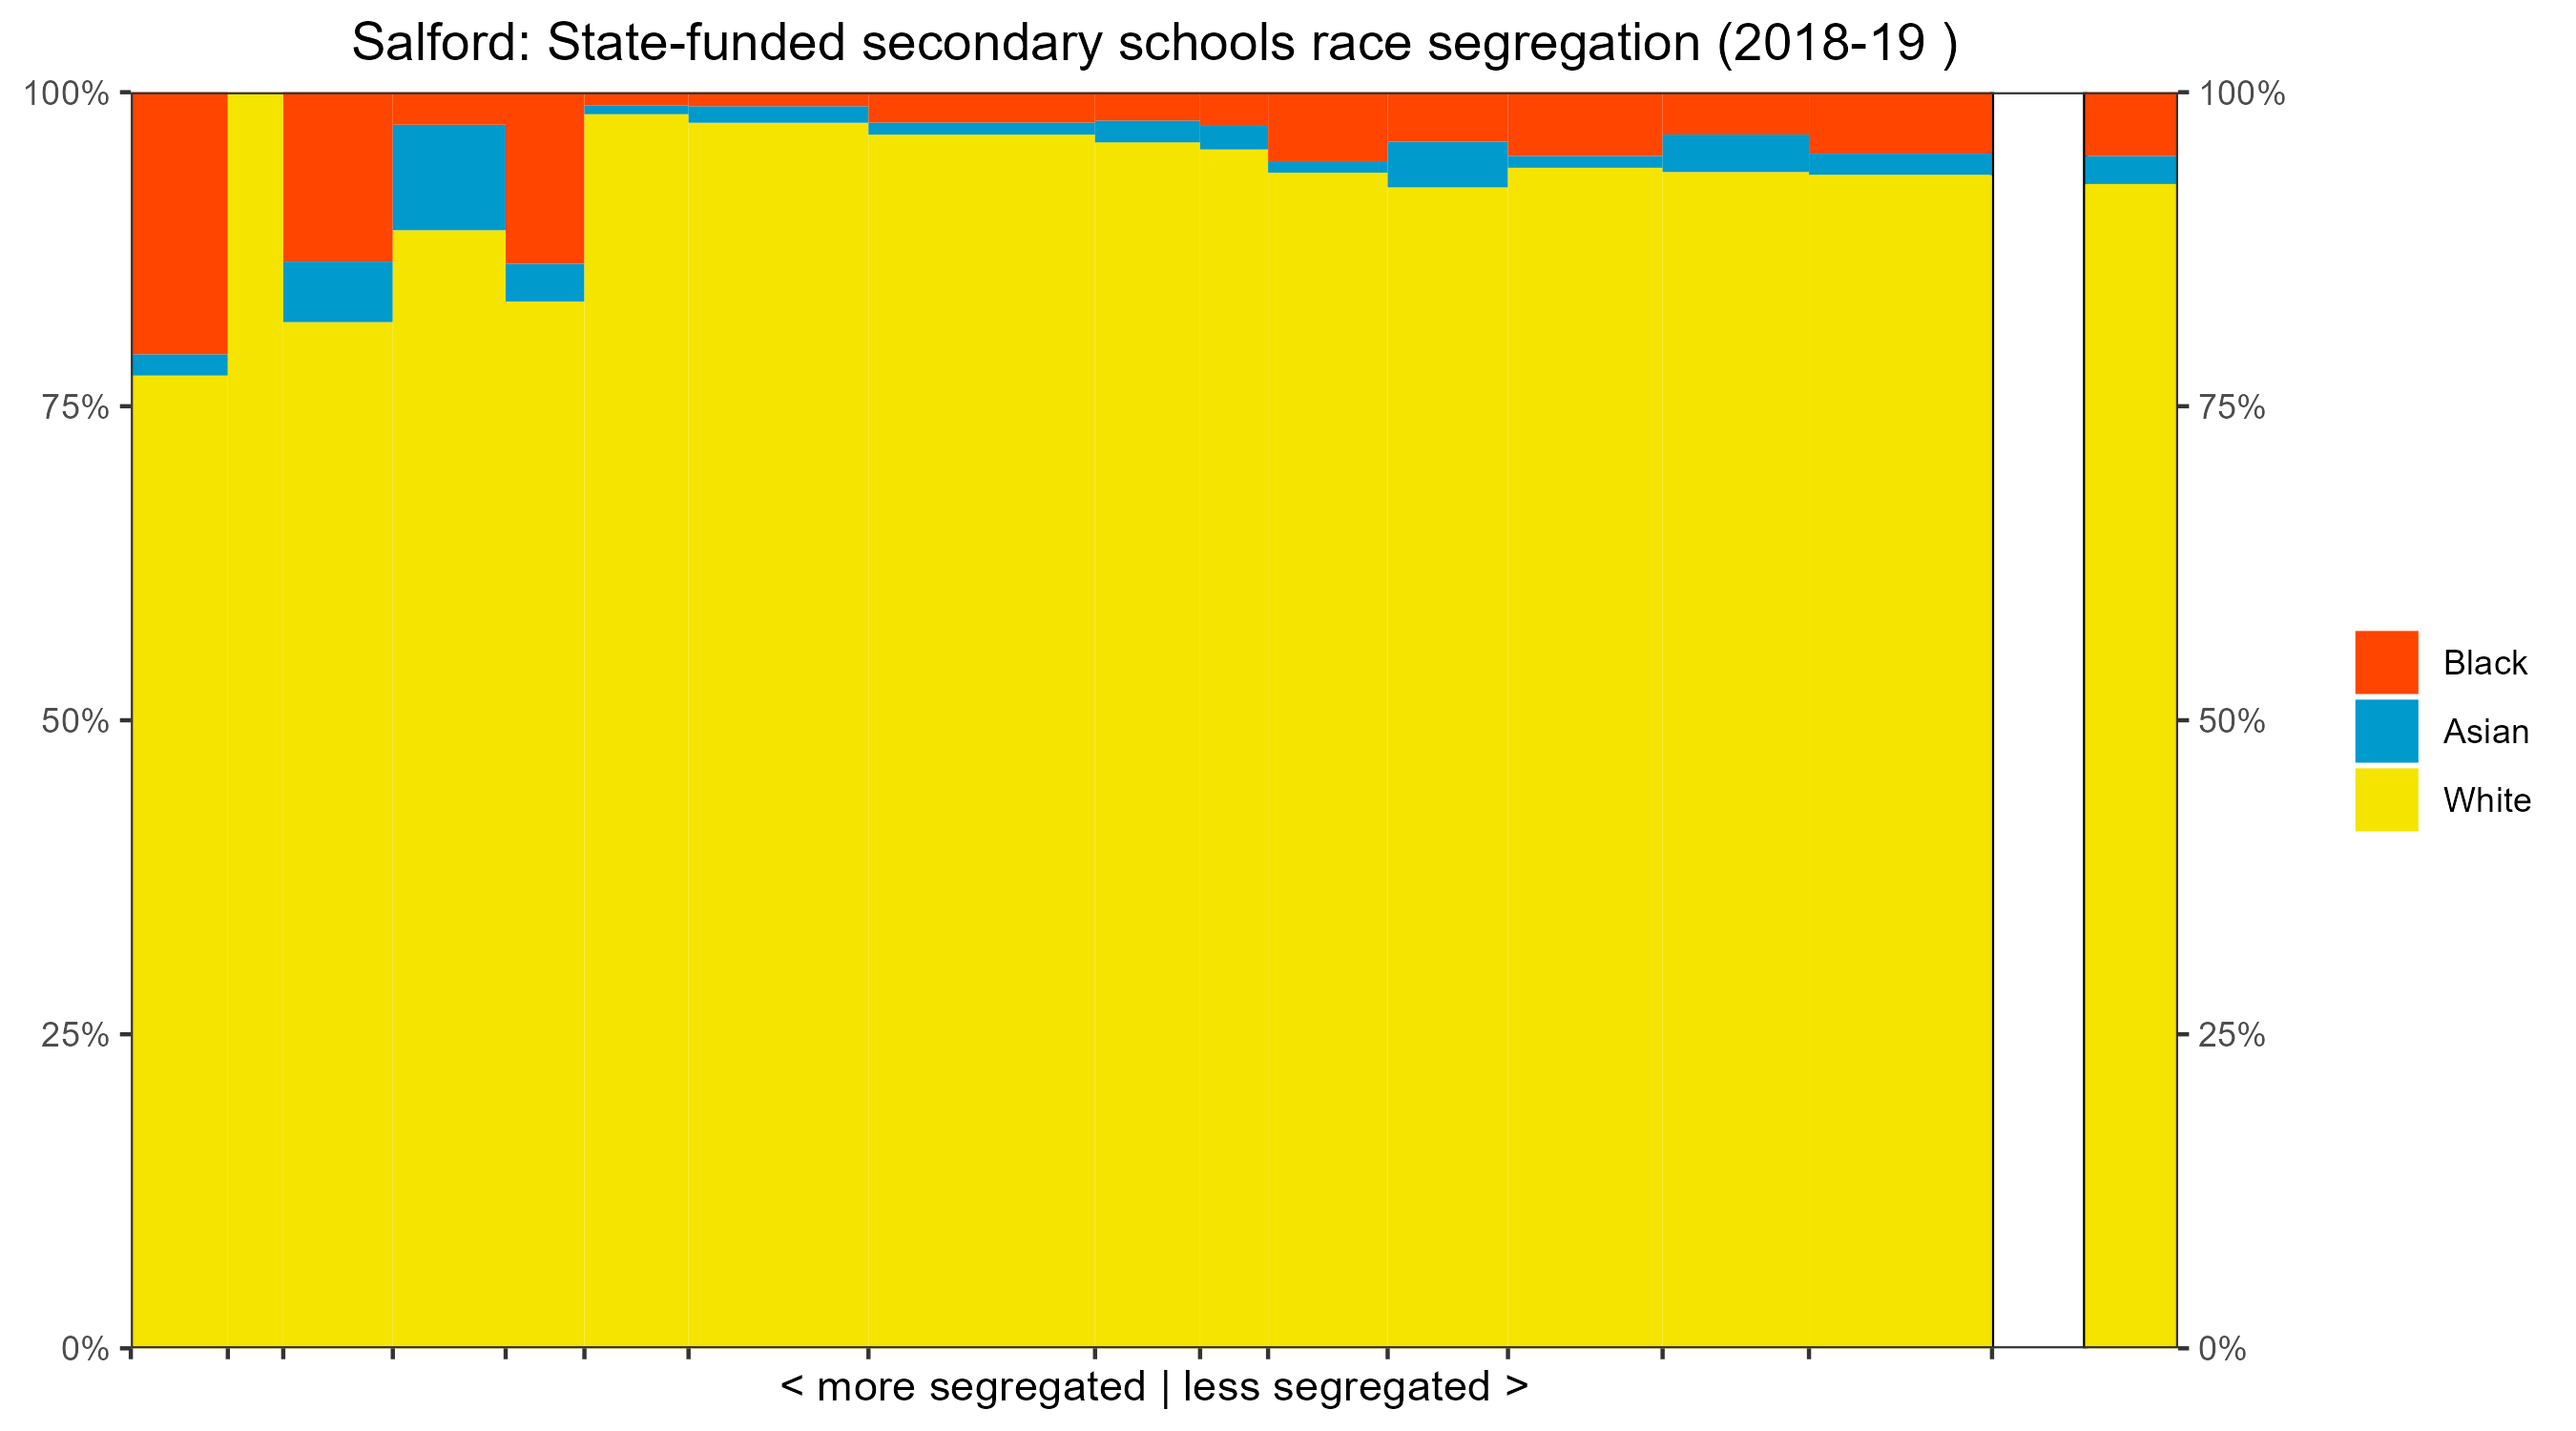 Salford: State-funded secondary schools race segregation (2018-19 )
100%
75%
50%
25%
0%
100%
75%
50%
25%
0%
Black
Asian
White
< more segregated | less segregated >